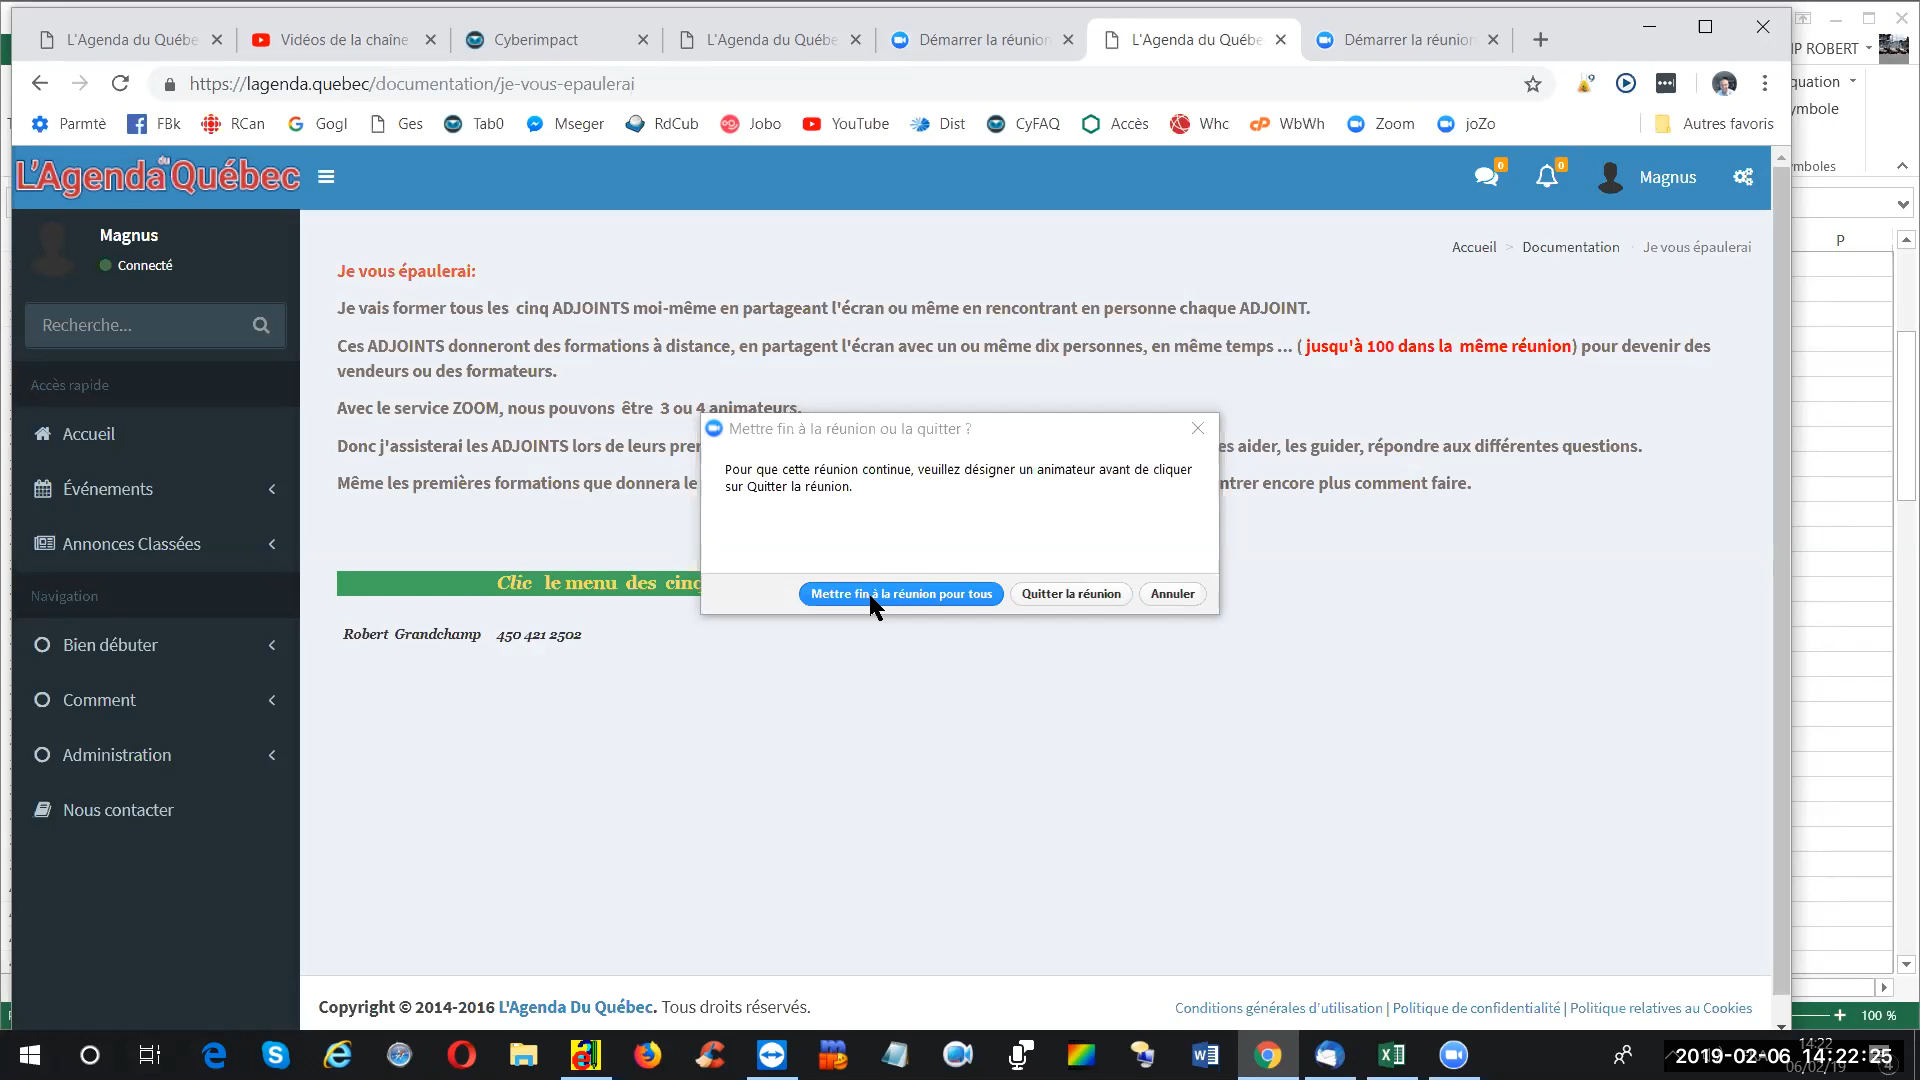 L'Agenda du Québe
Vidéos de la chaîne
Cyberimpact
L'Agenda du Québe
Démarrer la réunion
L'Agenda du Québe
Démarrer la réunion
IP ROBERT
https://lagenda.quebec/documentation/je-vous-epaulerai
quation
ymbole
Parmtè FBk RCan Gogl Ges Tab0 Mseger RdCub Jobo YouTube Dist CyFAQ Accès Whc WbWh Zoom joZo Autres favoris
mboles
L'Agenda du Québec
0
0
Magnus
P
Magnus
Connecté
Recherche...
Accès rapide
Accueil
Événements
Annonces Classées
Navigation
Bien débuter
Comment
Administration
Nous contacter
Accueil > Documentation Je vous épaulerai
Je vous épaulerai:
Je vais former tous les cinq ADJOINTS moi-même en partageant l'écran ou même en rencontrant en personne chaque ADJOINT.
Ces ADJOINTS donneront des formations à distance, en partagent l'écran avec un ou même dix personnes, en même temps ... ( jusqu'à 100 dans la même réunion) pour devenir des
vendeurs ou des formateurs.
Avec le service ZOOM, nous pouvons être 3 ou 4 animateurs.
Donc j'assisterai les ADJOINTS lors de leurs prem es aider, les guider, répondre aux différentes questions.
Même les premières formations que donnera le ntrer encore plus comment faire.
Clic le menu des cinq
Robert Grandchamp 450 421 2502
Mettre fin à la réunion ou la quitter ?
Pour que cette réunion continue, veuillez désigner un animateur avant de cliquer
sur Quitter la réunion.
Mettre fin à la réunion pour tous
Quitter la réunion
Annuler
Copyright © 2014-2016 L'Agenda Du Québec. Tous droits réservés.
Conditions générales d'utilisation | Politique de confidentialité | Politique relatives au Cookies
100 %
14:22
2019-02-06 14:22:25
06/02/19
4